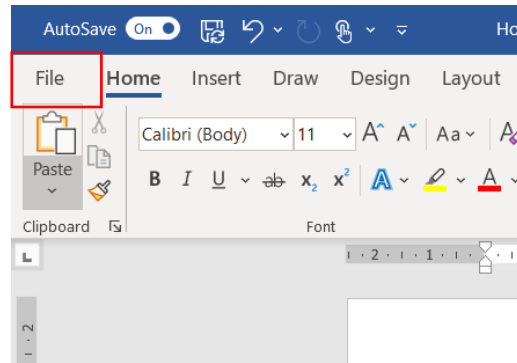 AutoSave On Ho
File Home Insert Draw Design Layout
Calibri (Body) 11 A A Aa A
Paste B I U ab x2 x2 A A
Clipboard Font
L 2 1
2